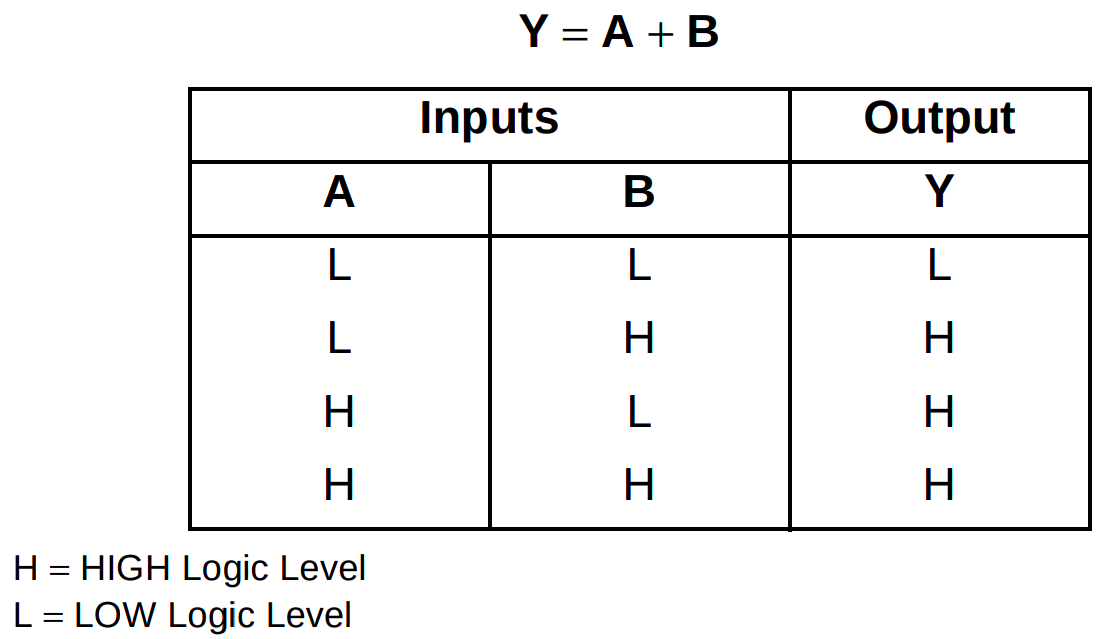 Y = A + B
Inputs Output
A B Y
L L L
L H H
H L H
H H H
H = HIGH Logic Level
L = LOW Logic Level